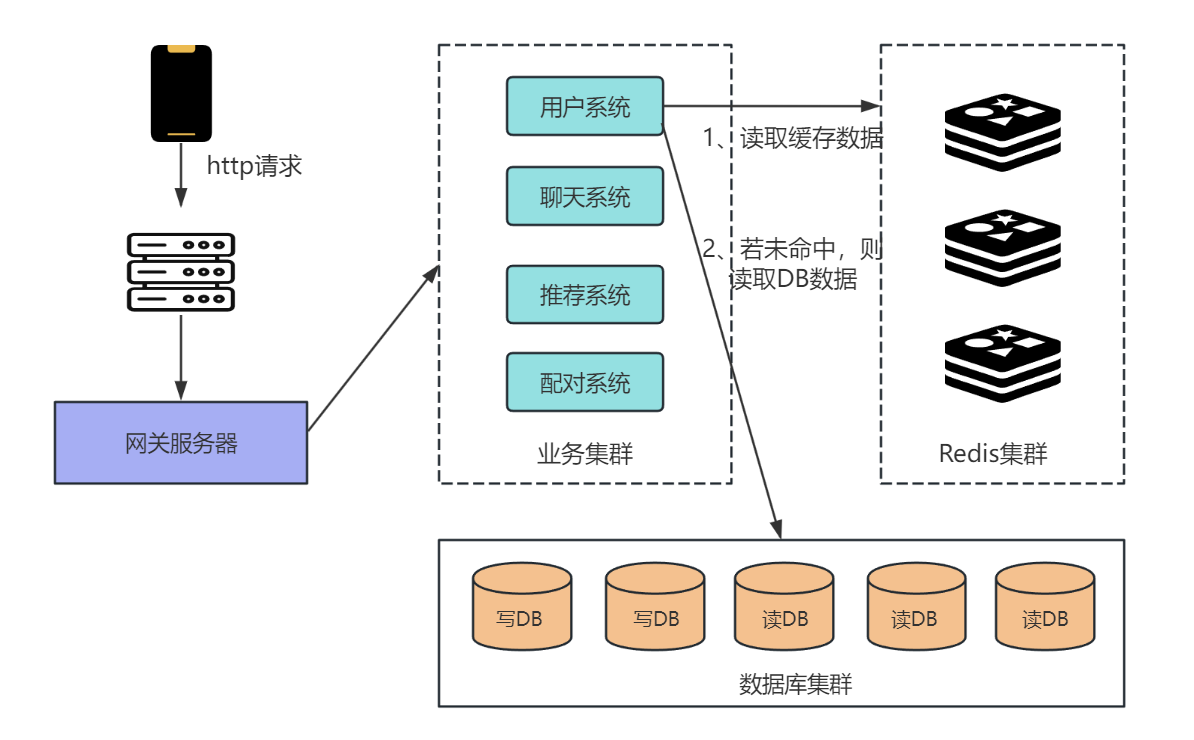 http请求
网关服务器
用户系统
聊天系统
推荐系统
配对系统
业务集群
1、读取缓存数据
2、若未命中，则
读取DB数据
Redis集群
写DB
写DB
读DB
读DB
读DB
数据库集群